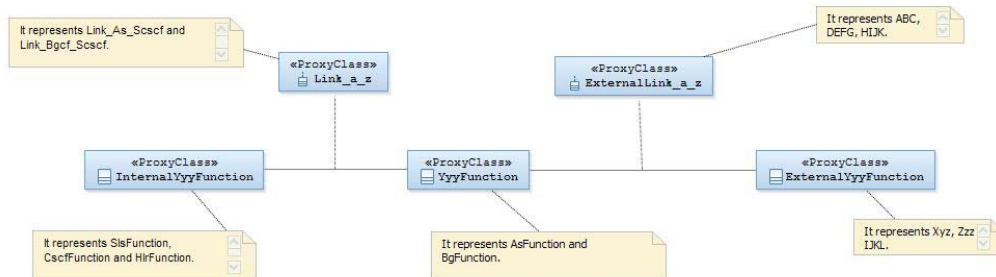 It represents Link_As_Scscf and
Link_Bgcf_Scscf.
It represents ABC,
DEFG, HIJK.
«ProxyClass»
Link_a_z
«ProxyClass»
ExternalLink_a_z
«ProxyClass»
InternalYyyFunction
«ProxyClass»
YyyFunction
«ProxyClass»
ExternalYyyFunction
It represents SlsFunction,
CscfFunction and HlrFunction.
It represents AsFunction and
BgFunction.
It represents Xyz, Zzz
IJKL.